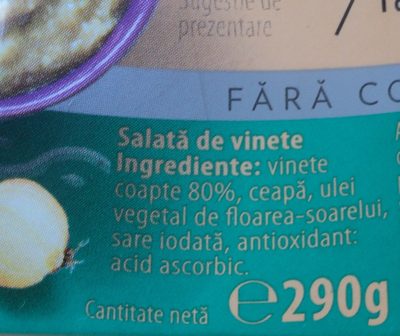 Sugestie de
prezentare
FĂRĂ CO
Salată de vinete
Ingrediente: vinete
coapte 80%, ceapă, ulei
vegetal de floarea-soarelui,
sare iodată, antioxidant:
acid ascorbic.
Cantitate netă ℮290g